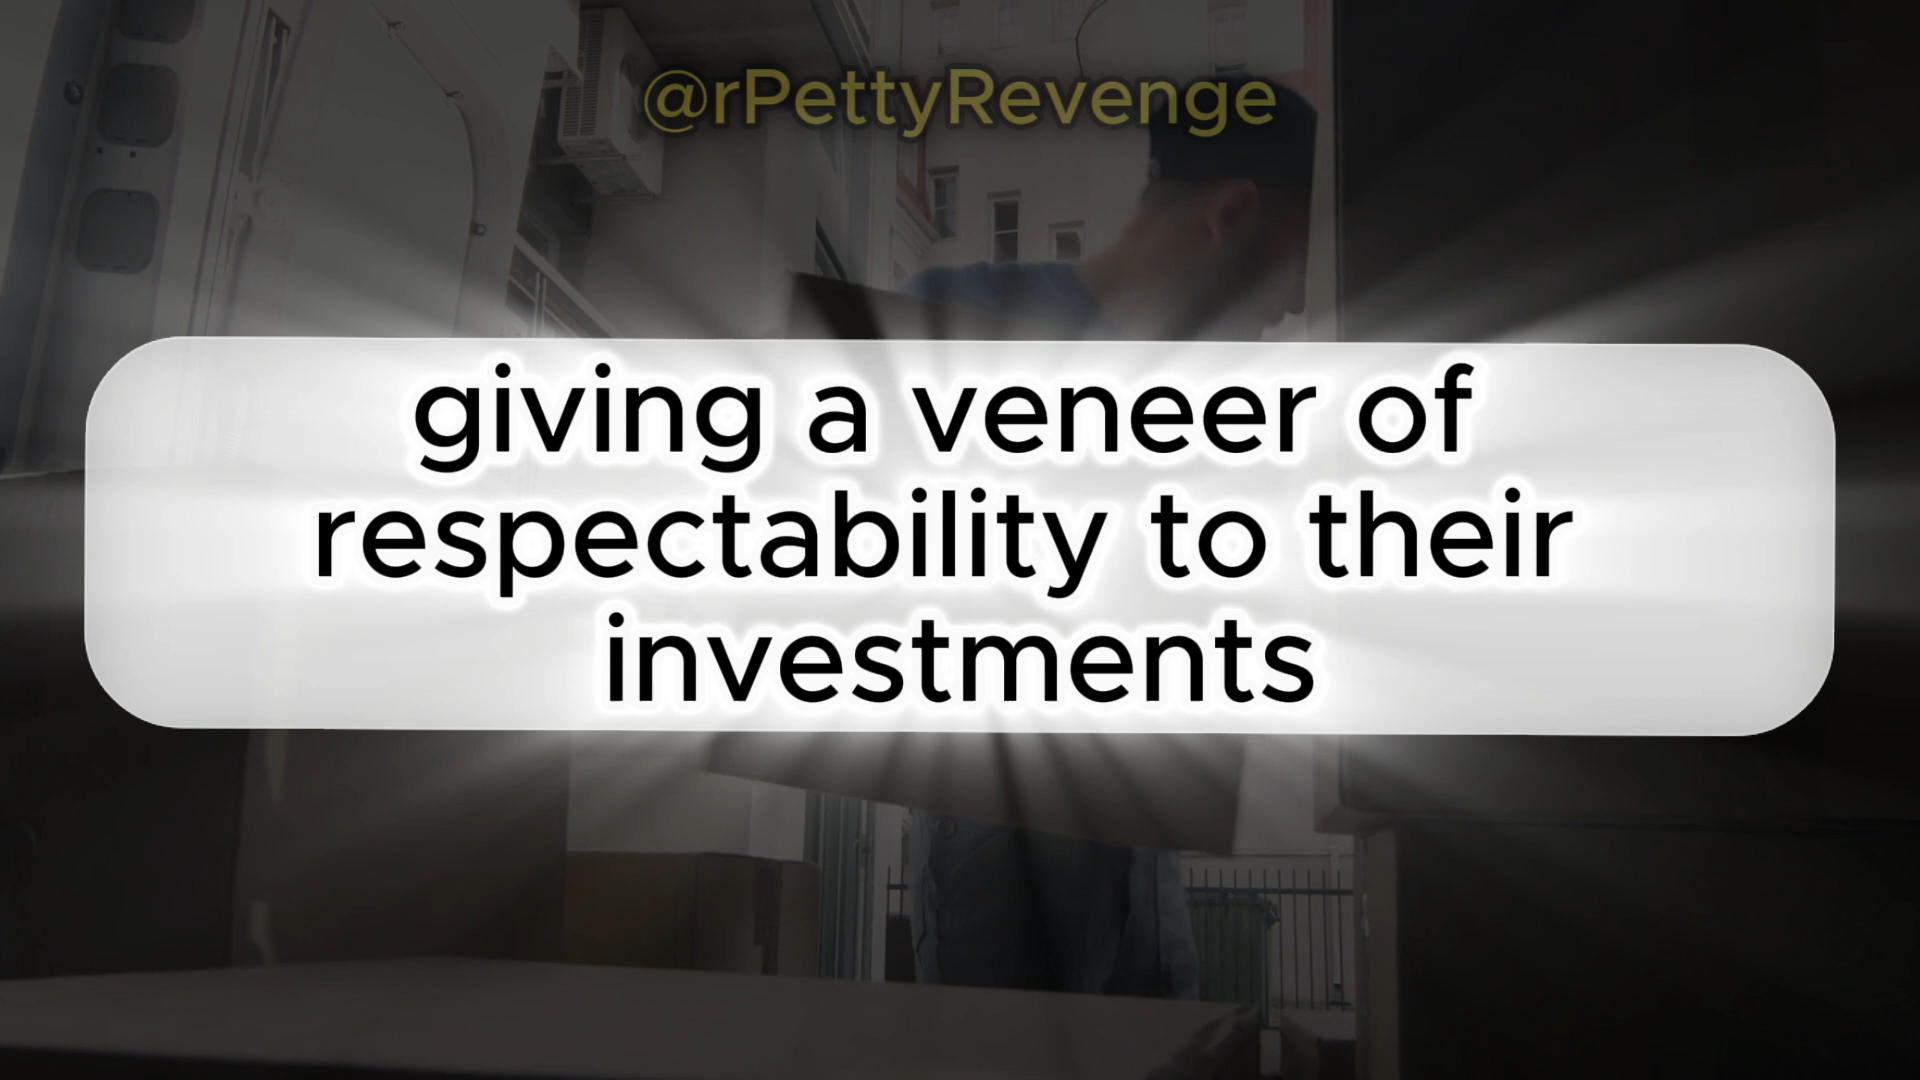 @rPettyRevenge
giving a veneer of
respectability to their
investments